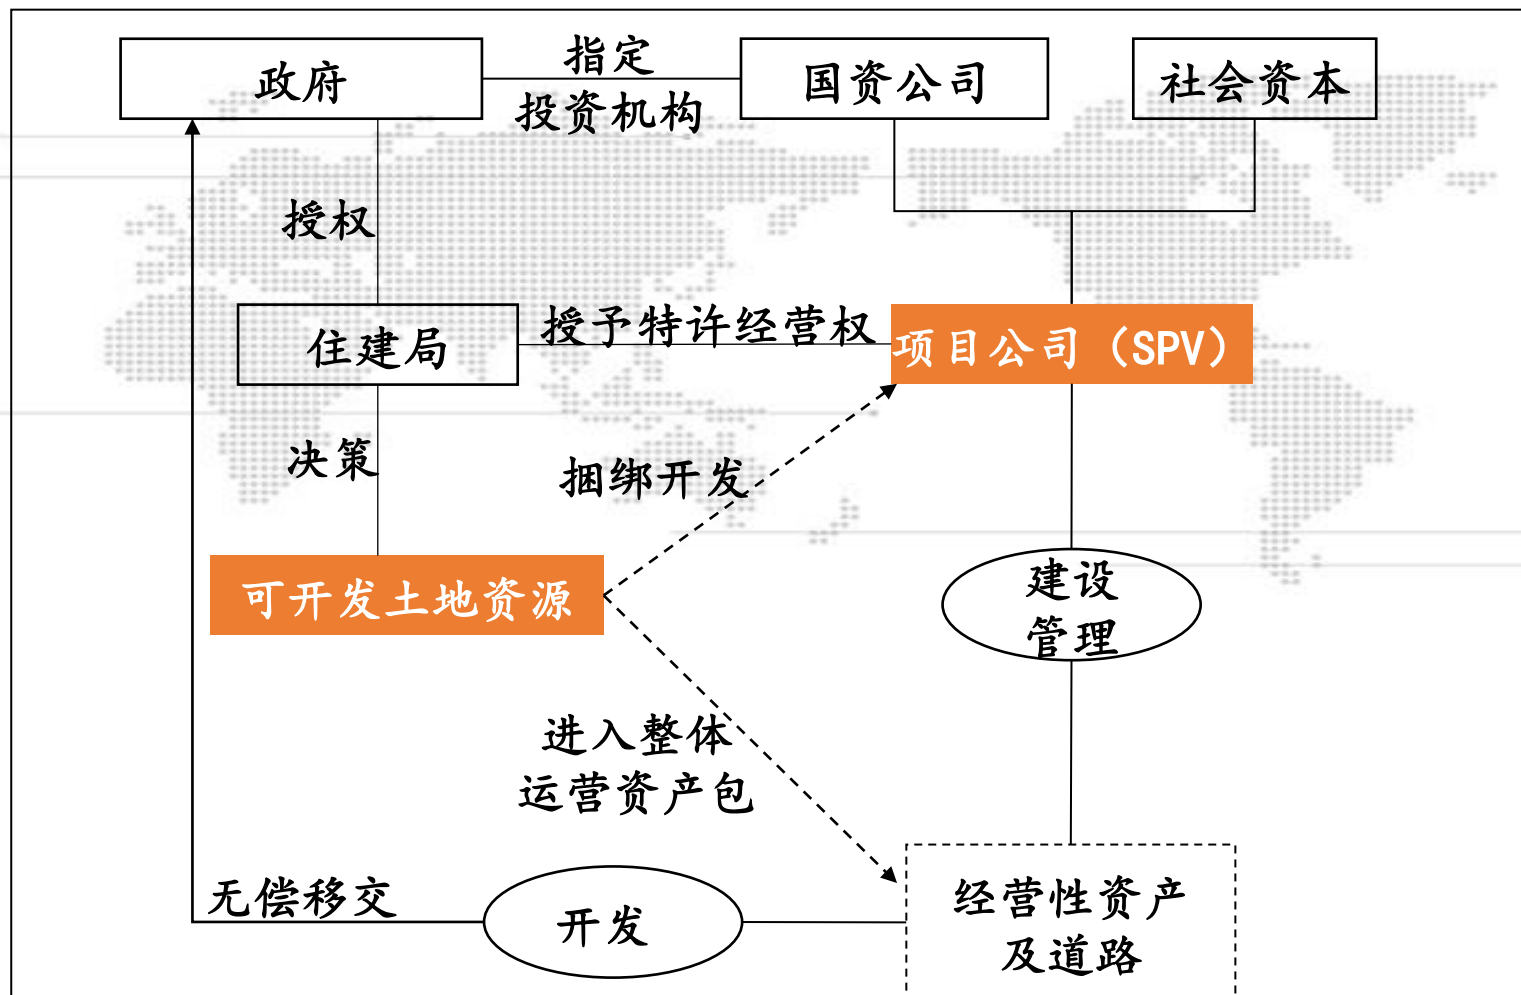 政府
指定
投资机构
国资公司
社会资本
授权
住建局
授予特许经营权
项目公司（SPV）
决策
捆绑开发
可开发土地资源
建设
管理
进入整体
运营资产包
无偿移交
开发
经营性资产
及道路